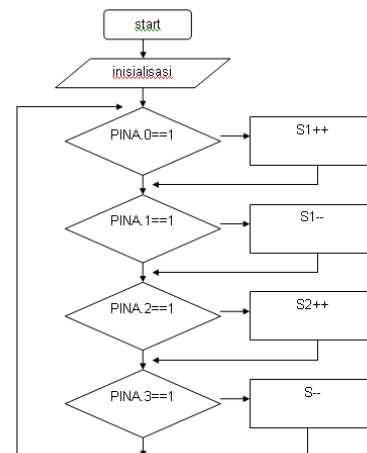 start
inisialisasi
PINA.0==1
S1++
PINA.1==1
S1--
PINA.2==1
S2++
PINA.3==1
S--